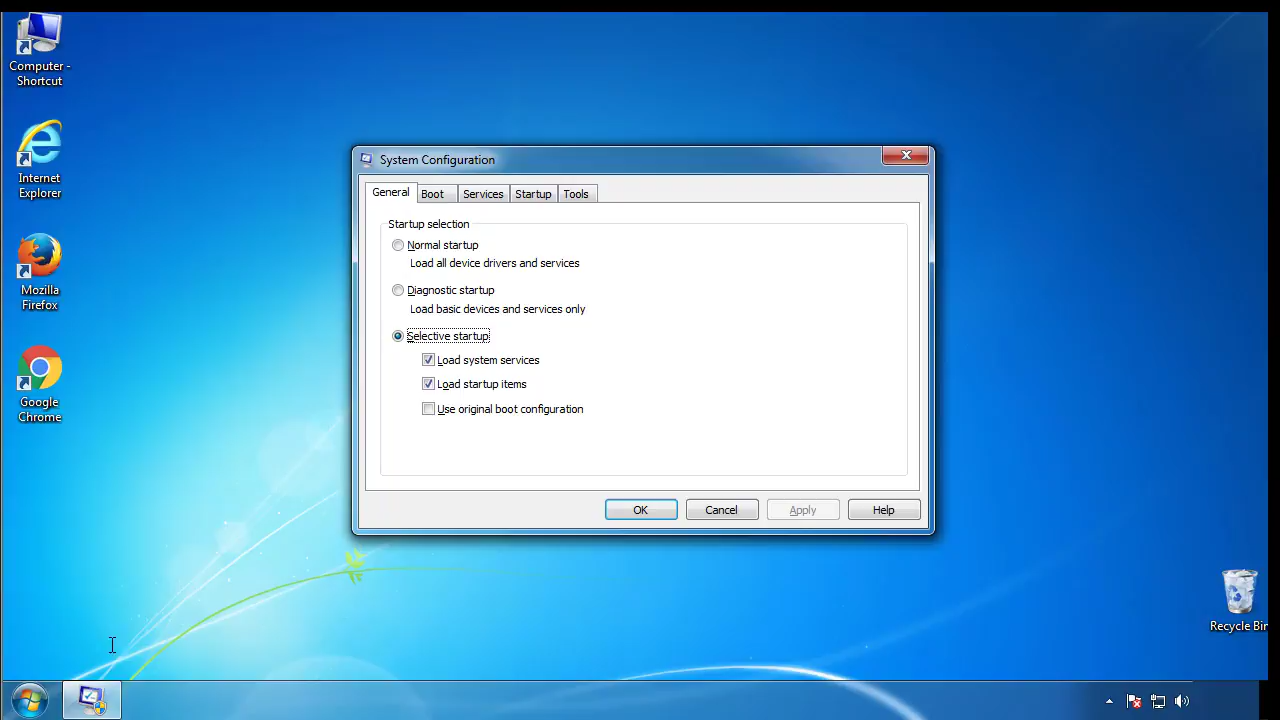 Computer -
Shortcut
Internet
Explorer
Mozilla
Firefox
Google
Chrome
System Configuration
General Boot Services Startup Tools
Startup selection
Normal startup
Load all device drivers and services
Diagnostic startup
Load basic devices and services only
Selective startup
Load system services
Load startup items
Use original boot configuration
OK Cancel Apply Help
Recycle Bin